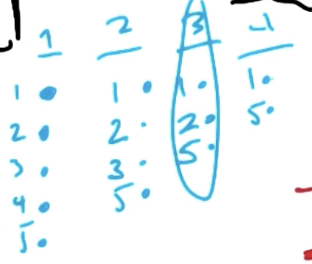 1 2 3 4
1 • 1 • 1 • 1 •
2 • 2 • 2 • 5 •
3 • 3 • 5 •
4 • 5 •
5 •